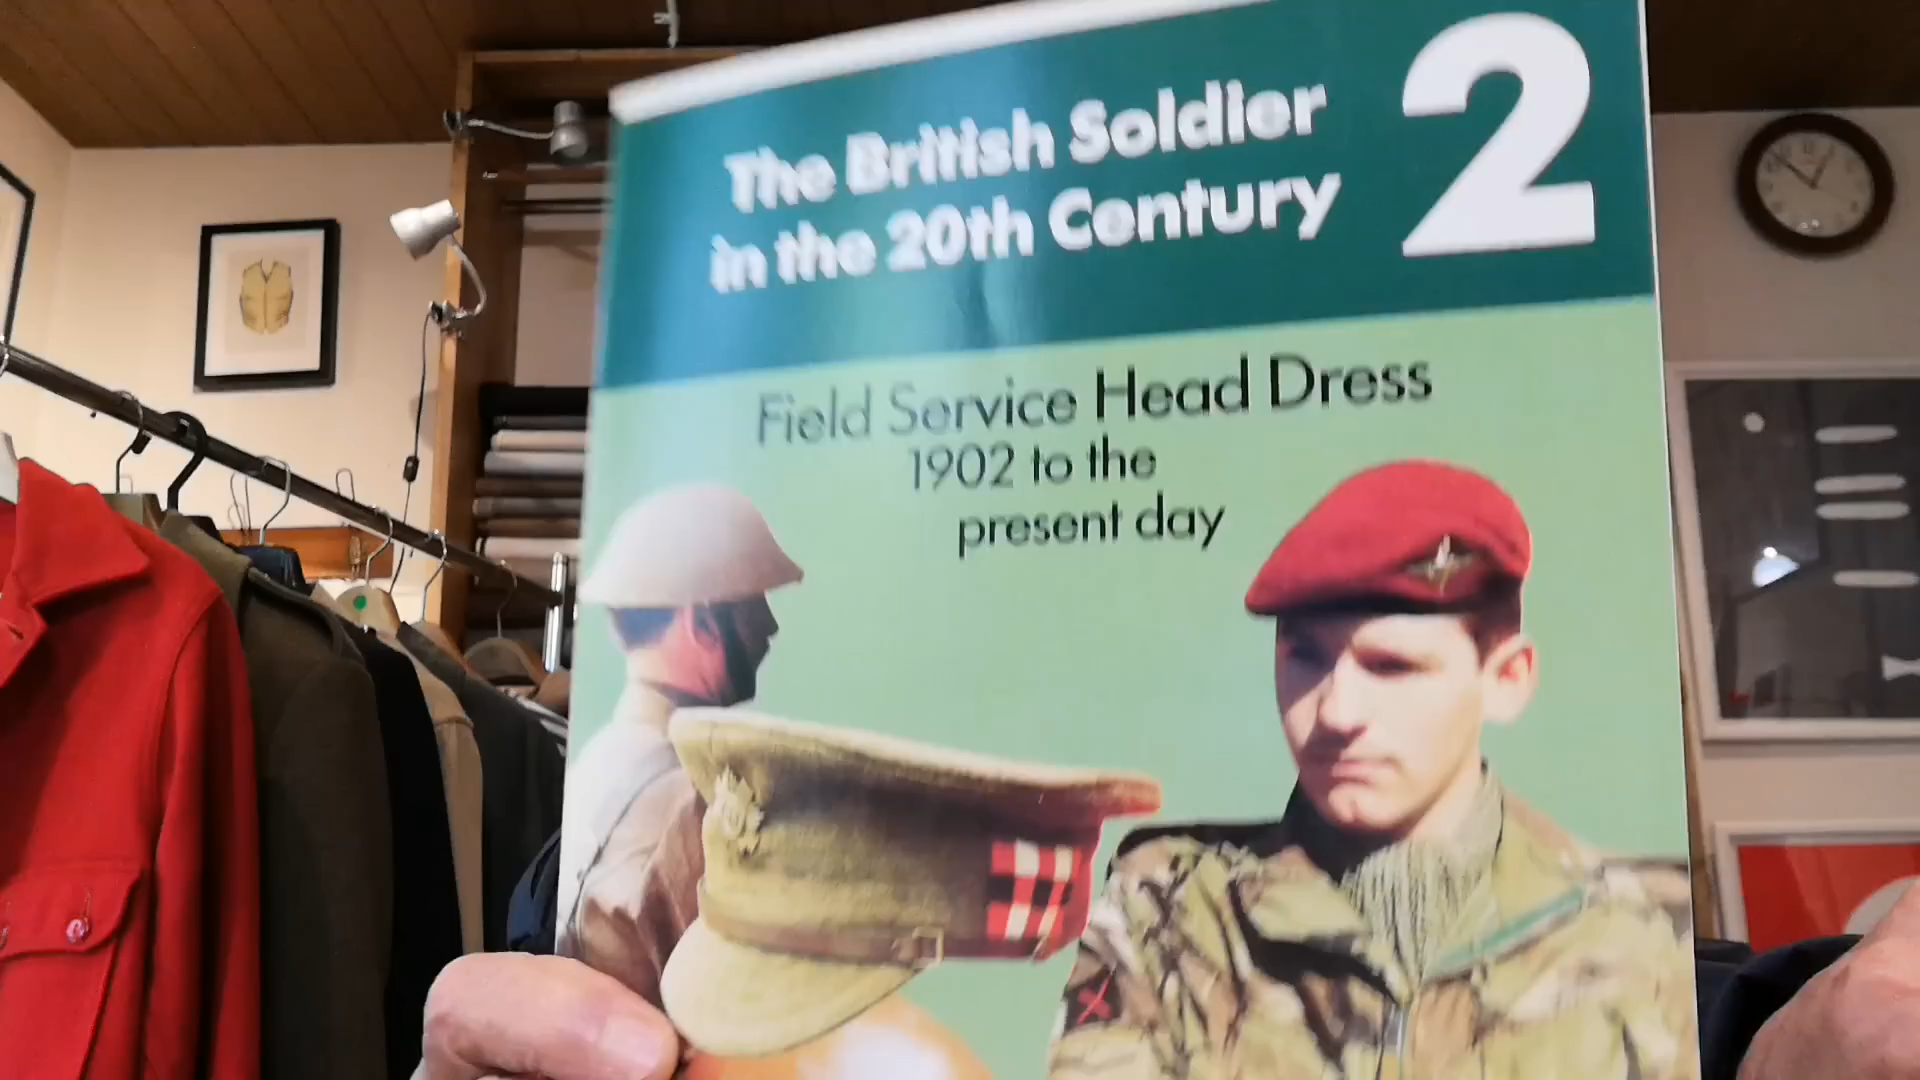 The British Soldier
in the 20th Century
2
Field Service Head Dress
1902 to the
present day